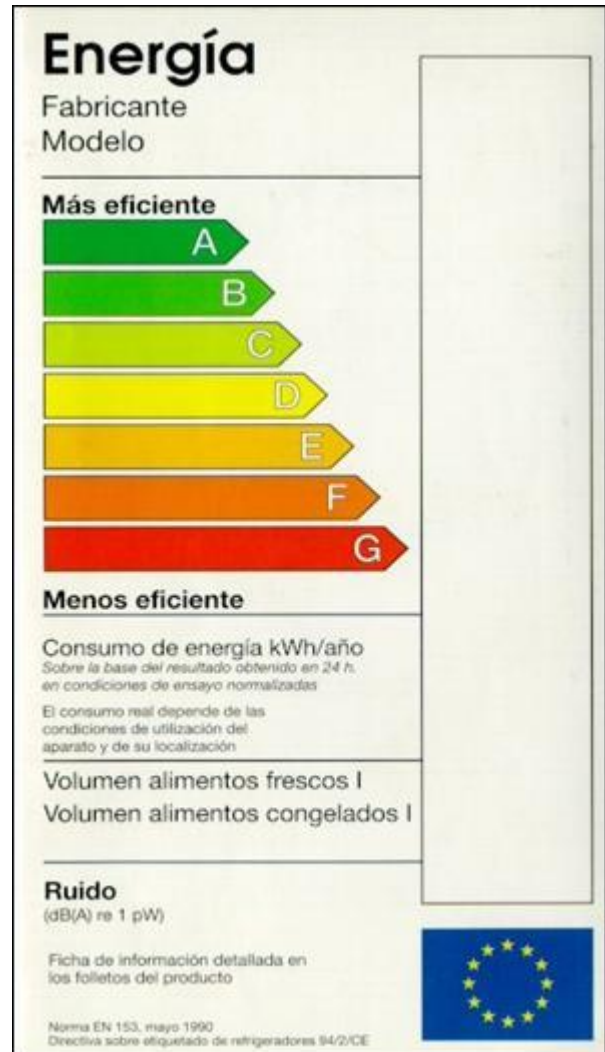 Energía
Fabricante
Modelo
Más eficiente
A
B
C
D
E
F
G
Menos eficiente
Consumo de energía kWh/año
Sobre la base del resultado obtenido en 24 h.
en condiciones de ensayo normalizadas
El consumo real depende de las
condiciones de utilización del
aparato y de su localización
Volumen alimentos frescos l
Volumen alimentos congelados l
Ruido
(dB(A) re 1 pW)
Ficha de información detallada en
los folletos del producto
Norma EN 153, mayo 1990
Directiva sobre etiquetado de refrigeradores 94/2/CE